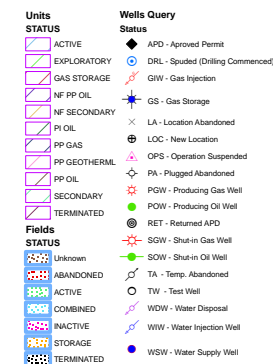 Units
STATUS
ACTIVE
EXPLORATORY
GAS STORAGE
NF PP OIL
NF SECONDARY
PI OIL
PP GAS
PP GEOTHERML
PP OIL
SECONDARY
TERMINATED
Fields
STATUS
Unknown
ABANDONED
ACTIVE
COMBINED
INACTIVE
STORAGE
TERMINATED
Wells Query
Status
APD - Aproved Permit
DRL - Spuded (Drilling Commenced)
GIW - Gas Injection
GS - Gas Storage
LA - Location Abandoned
LOC - New Location
OPS - Operation Suspended
PA - Plugged Abandoned
PGW - Producing Gas Well
POW - Producing Oil Well
RET - Returned APD
SGW - Shut-in Gas Well
SOW - Shut-in Oil Well
TA - Temp. Abandoned
TW - Test Well
WDW - Water Disposal
WIW - Water Injection Well
WSW - Water Supply Well